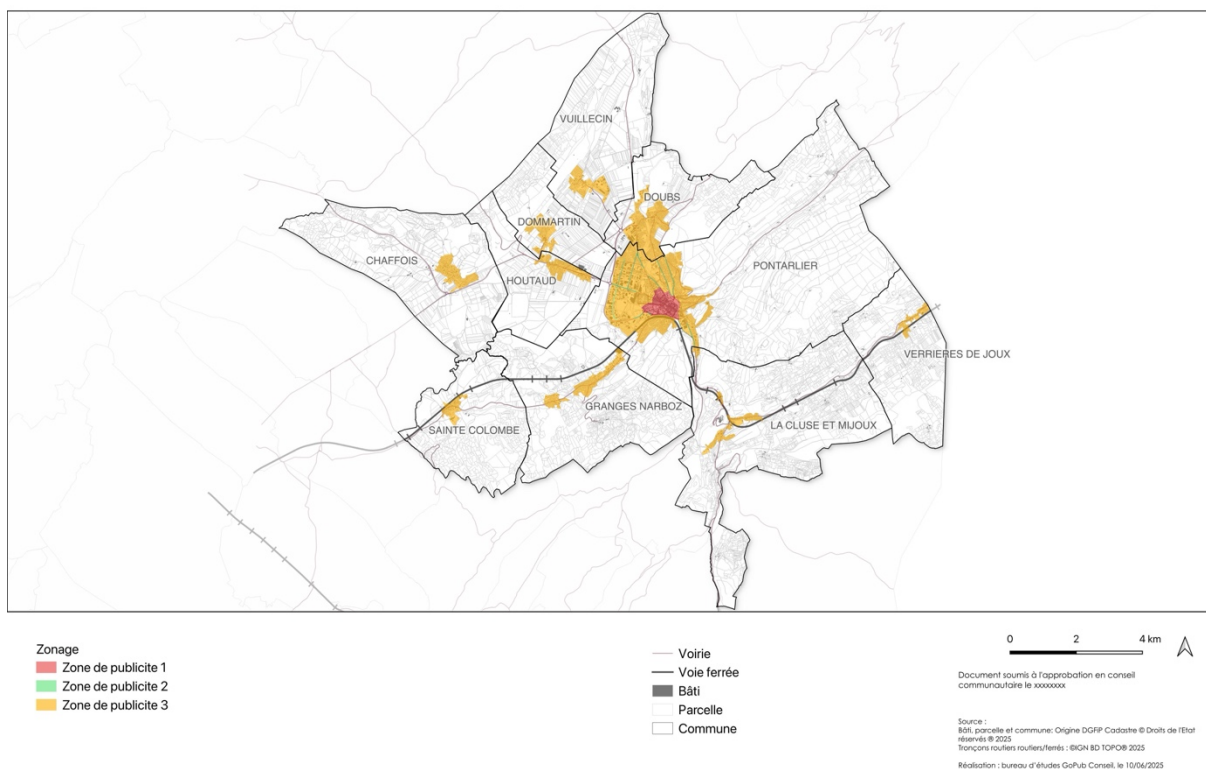 VUILLECIN
DOUBS
DOMMARTIN
CHAFFOIS
HOUTAUD
PONTARLIER
VERRIERES DE JOUX
GRANGES NARBOZ
SAINTE COLOMBE
LA CLUSE ET MIJOUX
Zonage
Zone de publicite 1
Zone de publicite 2
Zone de publicite 3
Voirie
Voie ferrée
Bâti
Parcelle
Commune
0 2 4 km
Document soumis à l'approbation en conseil
communautaire le xxxxxxxx
Source :
Bâti, parcelle et commune: Origine DGFiP Cadastre © Droits de l'Etat
réservés ® 2025
Tronçons routiers routiers/ferrés : ©IGN BD TOPO® 2025
Réalisation : bureau d'études GoPub Conseil, le 10/06/2025